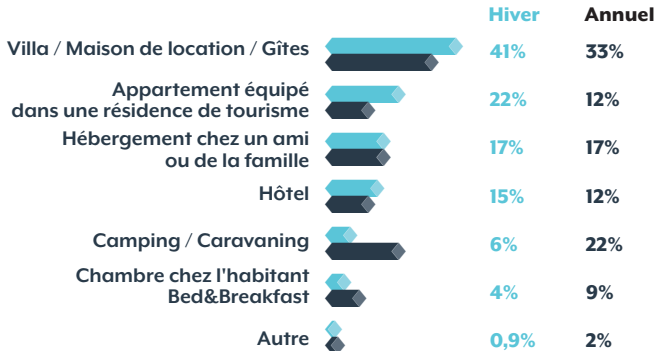 Hiver Annuel
Villa / Maison de location / Gîtes 41% 33%
Appartement équipé
dans une résidence de tourisme 22% 12%
Hébergement chez un ami
ou de la famille 17% 17%
Hôtel 15% 12%
Camping / Caravaning 6% 22%
Chambre chez l'habitant
Bed&Breakfast 4% 9%
Autre 0,9% 2%